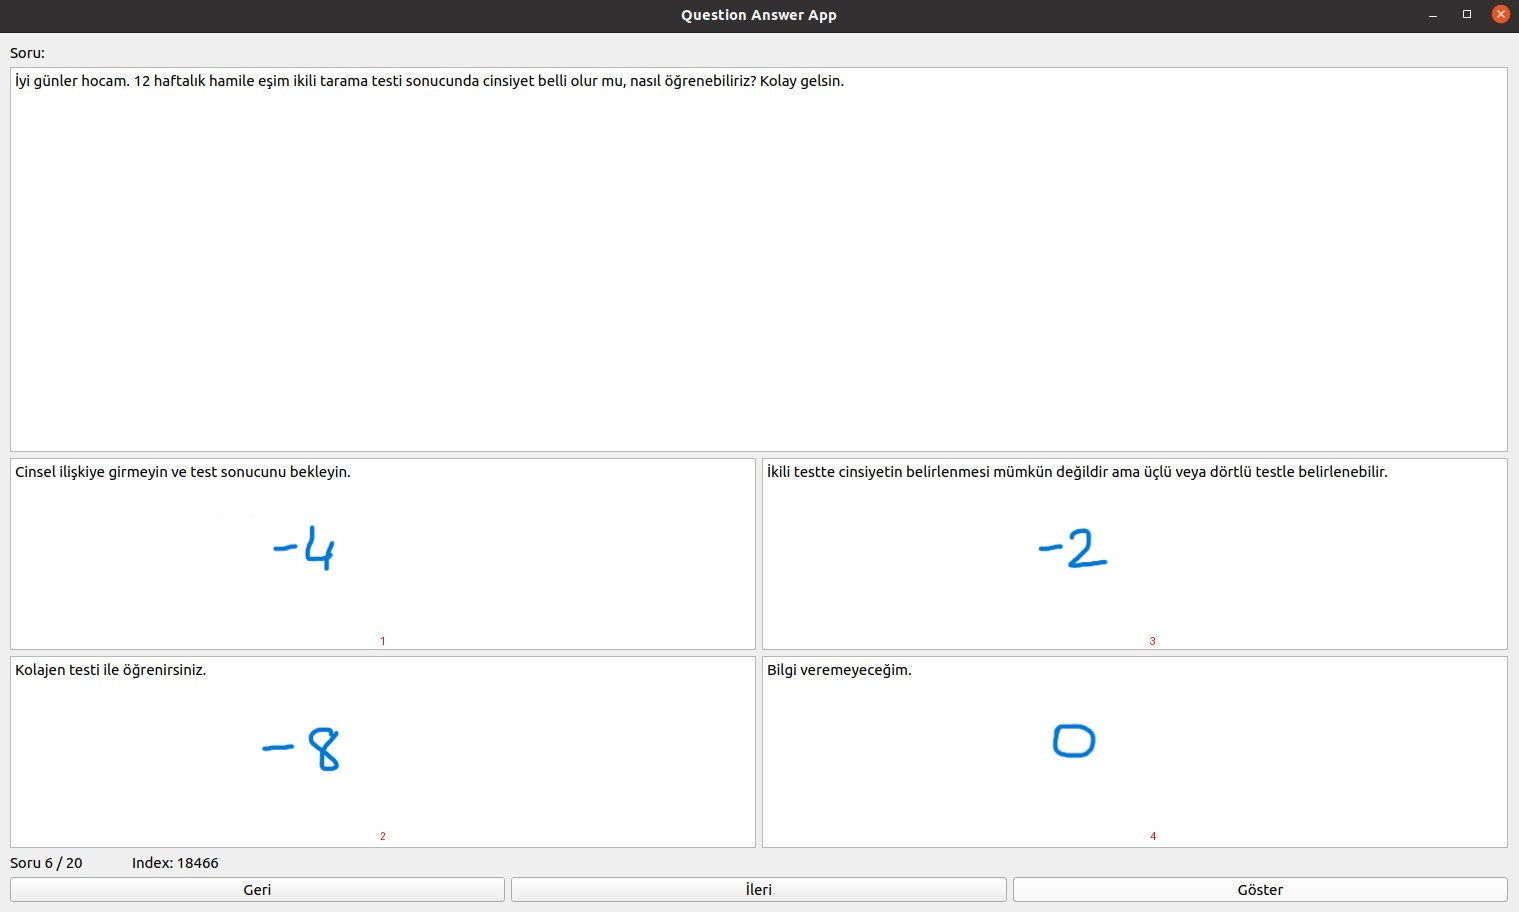 Question Answer App
Soru:
İyi günler hocam. 12 haftalık hamile eşim ikili tarama testi sonucunda cinsiyet belli olur mu, nasıl öğrenebiliriz? Kolay gelsin.
Cinsel ilişkiye girmeyin ve test sonucunu bekleyin.
-4
1
İkili testte cinsiyetin belirlenmesi mümkün değildir ama üçlü veya dörtlü testle belirlenebilir.
-2
3
Kolajen testi ile öğrenirsiniz.
-8
2
Bilgi veremeyeceğim.
0
4
Soru 6 / 20 Index: 18466
Geri İleri Göster